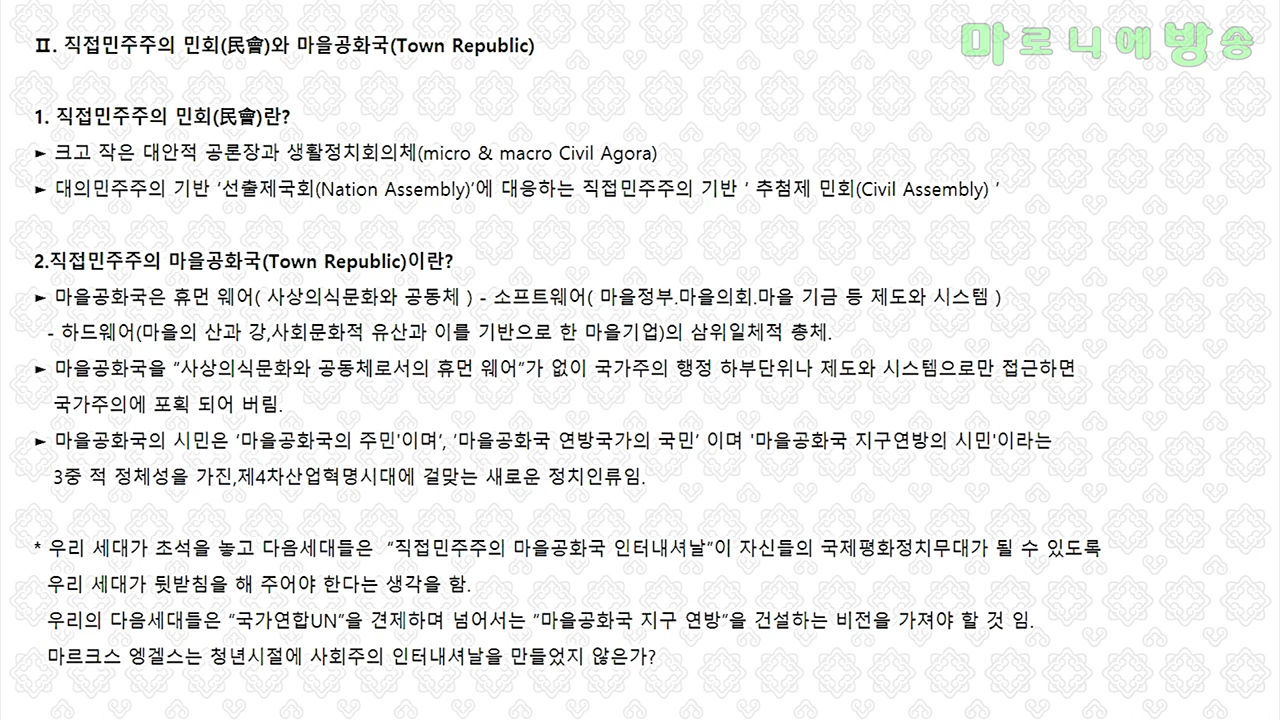 Ⅱ. 직접민주주의 민회(民會)와 마을공화국(Town Republic)
마로니에방송
1. 직접민주주의 민회(民會)란?
► 크고 작은 대안적 공론장과 생활정치회의체(micro & macro Civil Agora)
► 대의민주주의 기반 ‘선출제국회(Nation Assembly)’에 대응하는 직접민주주의 기반 ‘ 추첨제 민회(Civil Assembly) ’
2.직접민주주의 마을공화국(Town Republic)이란?
► 마을공화국은 휴먼 웨어( 사상의식문화와 공동체 ) - 소프트웨어( 마을정부.마을의회.마을 기금 등 제도와 시스템 )
- 하드웨어(마을의 산과 강,사회문화적 유산과 이를 기반으로 한 마을기업)의 삼위일체적 총체.
► 마을공화국을 “사상의식문화와 공동체로서의 휴먼 웨어”가 없이 국가주의 행정 하부단위나 제도와 시스템으로만 접근하면
국가주의에 포획 되어 버림.
► 마을공화국의 시민은 ‘마을공화국의 주민'이며‘, ‘마을공화국 연방국가의 국민’ 이며 '마을공화국 지구연방의 시민'이라는
3중 적 정체성을 가진,제4차산업혁명시대에 걸맞는 새로운 정치인류임.
* 우리 세대가 초석을 놓고 다음세대들은 “직접민주주의 마을공화국 인터내셔날”이 자신들의 국제평화정치무대가 될 수 있도록
우리 세대가 뒷받침을 해 주어야 한다는 생각을 함.
우리의 다음세대들은 “국가연합UN”을 견제하며 넘어서는 “마을공화국 지구 연방”을 건설하는 비전을 가져야 할 것 임.
마르크스 엥겔스는 청년시절에 사회주의 인터내셔날을 만들었지 않은가?